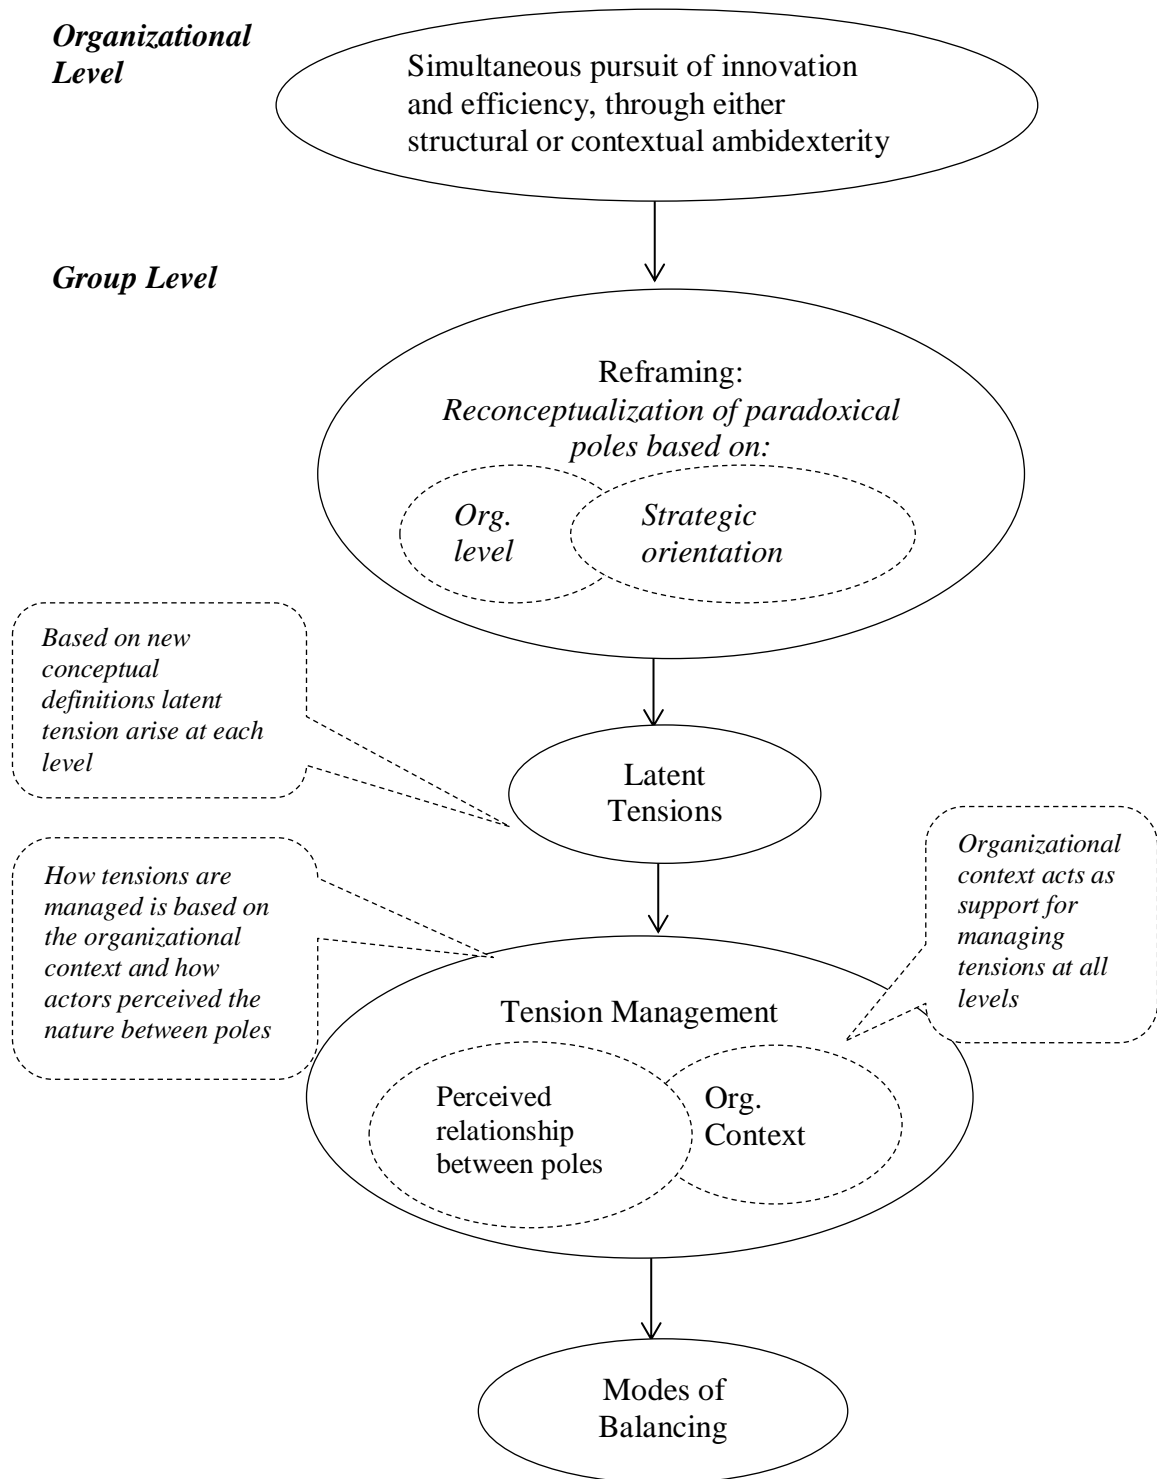 Organizational
Level
Simultaneous pursuit of innovation
and efficiency, through either
structural or contextual ambidexterity
Group Level
Reframing:
Reconceptualization of paradoxical
poles based on:
Org.
level
Strategic
orientation
Based on new
conceptual
definitions latent
tension arise at each
level
Latent
Tensions
How tensions are
managed is based on
the organizational
context and how
actors perceived the
nature between poles
Organizational
context acts as
support for
managing
tensions at all
levels
Tension Management
Perceived
relationship
between poles
Org.
Context
Modes of
Balancing